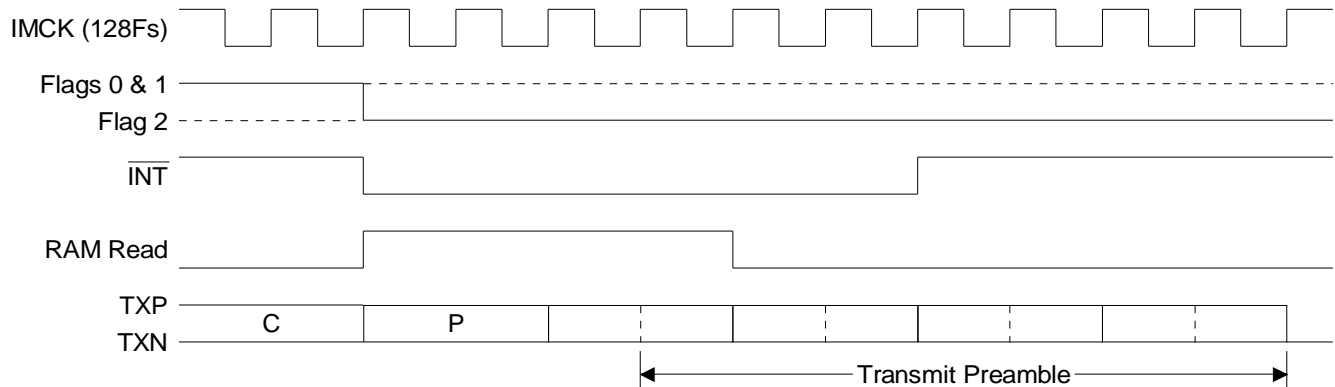 IMCK (128Fs)
Flags 0 & 1
Flag 2
INT
RAM Read
TXP
TXN
C
P
Transmit Preamble